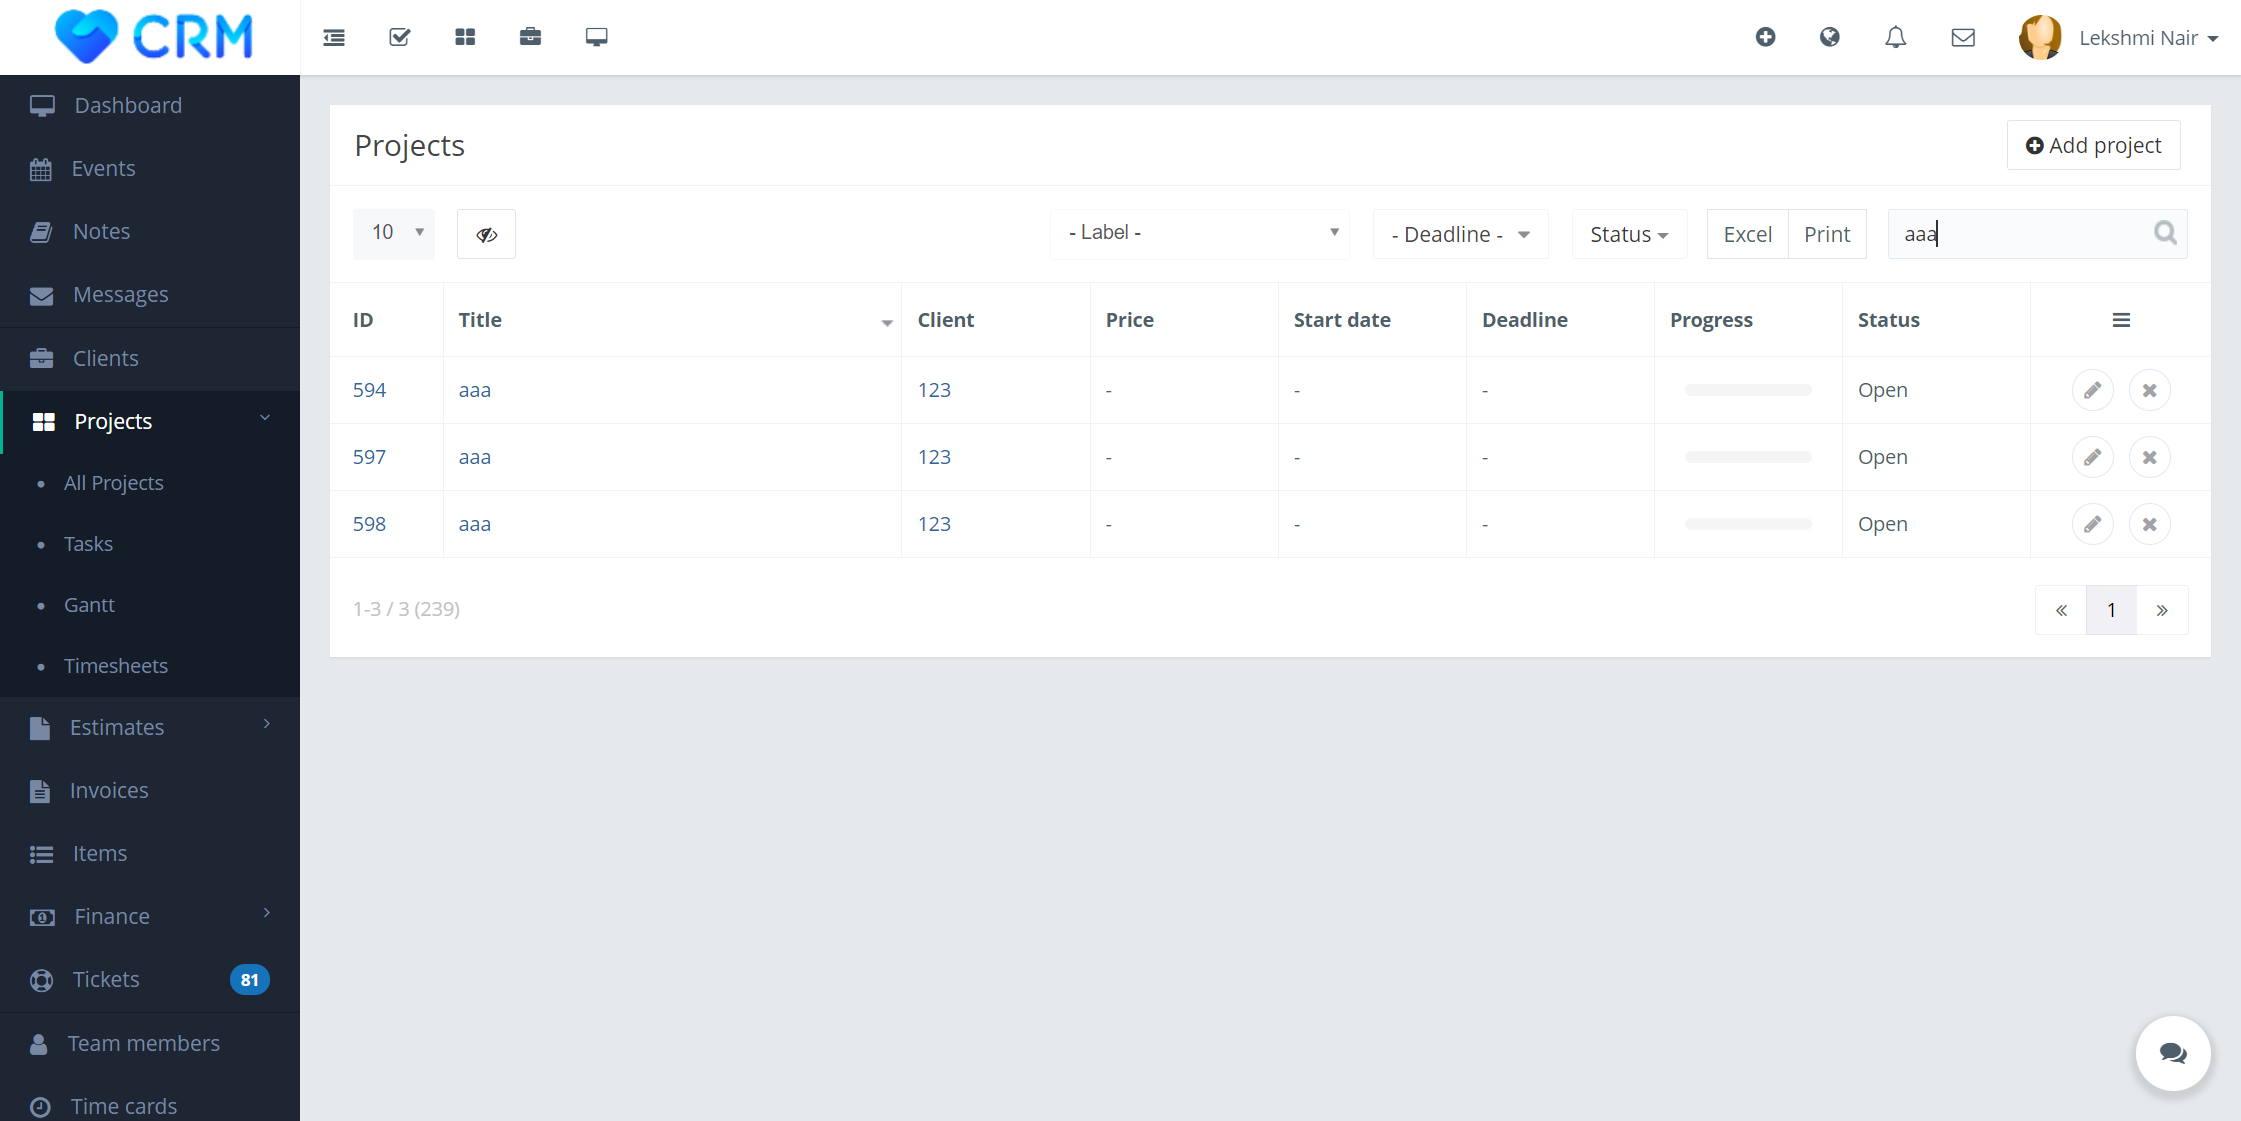 CRM
Lekshmi Nair
Dashboard
Events
Notes
Messages
Clients
Projects
All Projects
Tasks
Gantt
Timesheets
Estimates
Invoices
Items
Finance
Tickets 81
Team members
Time cards
Projects
Add project
10 - Label - - Deadline - Status Excel Print aaa
ID Title Client Price Start date Deadline Progress Status
594 aaa 123 - - - Open
597 aaa 123 - - - Open
598 aaa 123 - - - Open
1-3 / 3 (239) « 1 »